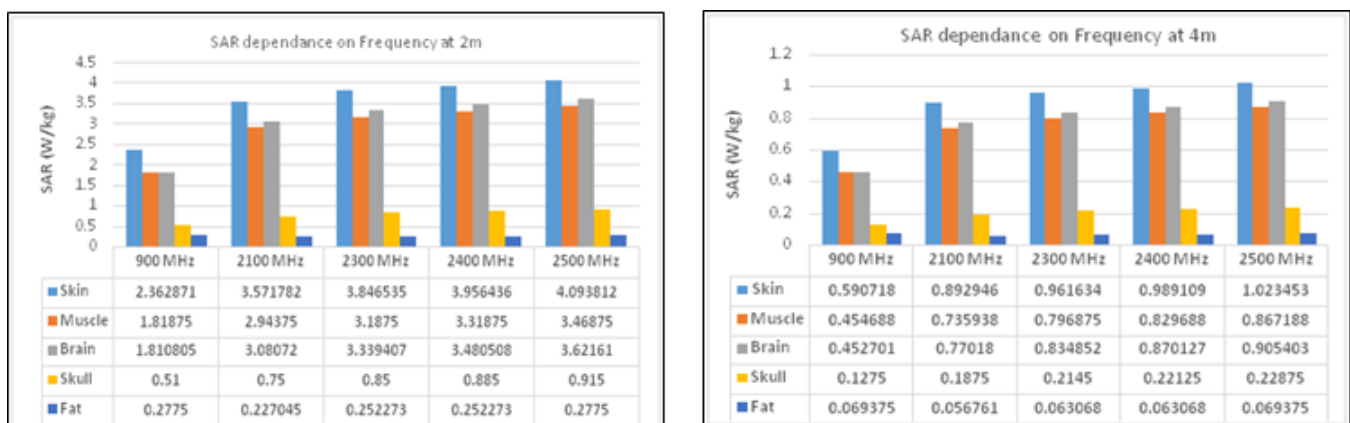 SAR dependance on Frequency at 2m
SAR (W/kg)
4.5
4
3.5
3
2.5
2
1.5
1
0.5
0
900 MHz 2100 MHz 2300 MHz 2400 MHz 2500 MHz
Skin 2.362871 3.571782 3.846535 3.956436 4.093812
Muscle 1.81875 2.94375 3.1875 3.31875 3.46875
Brain 1.810805 3.08072 3.339407 3.480508 3.62161
Skull 0.51 0.75 0.85 0.885 0.915
Fat 0.2775 0.227045 0.252273 0.252273 0.2775
SAR dependance on Frequency at 4m
SAR (W/kg)
1.2
1
0.8
0.6
0.4
0.2
0
900 MHz 2100 MHz 2300 MHz 2400 MHz 2500 MHz
Skin 0.590718 0.892946 0.961634 0.989109 1.023453
Muscle 0.454688 0.735938 0.796875 0.829688 0.867188
Brain 0.452701 0.77018 0.834852 0.870127 0.905403
Skull 0.1275 0.1875 0.2145 0.22125 0.22875
Fat 0.069375 0.056761 0.063068 0.063068 0.069375